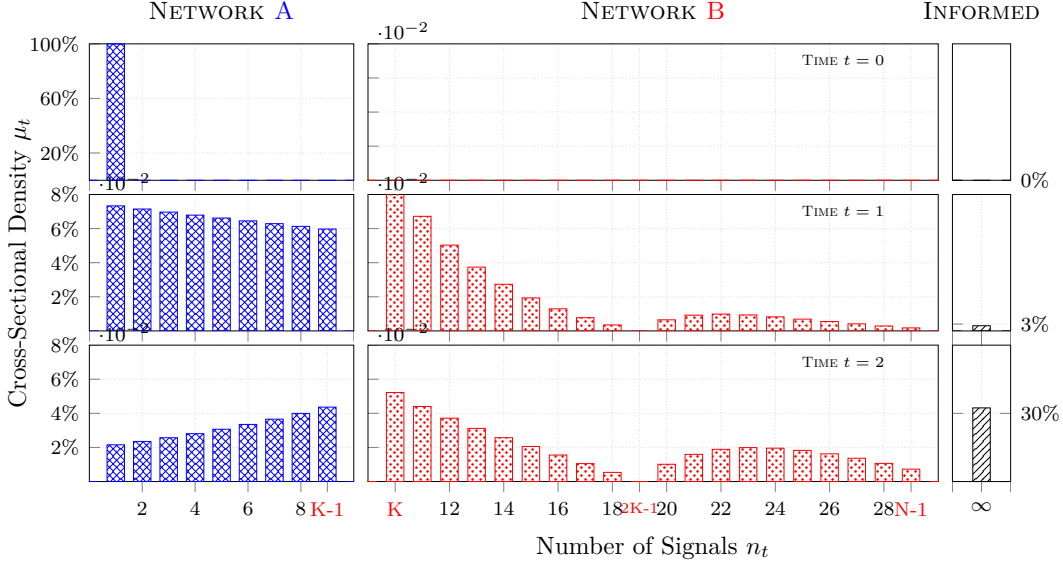 NETWORK A NETWORK B INFORMED
·10⁻²
100%
60%
20%
TIME t = 0
0%
·10⁻² ·10⁻²
8%
6%
4%
2%
TIME t = 1
3%
·10⁻² ·10⁻²
8%
6%
4%
2%
TIME t = 2
30%
Cross-Sectional Density μt
2 4 6 8 K-1 K 12 14 16 18 2K-1 20 22 24 26 28 N-1 ∞
Number of Signals nt